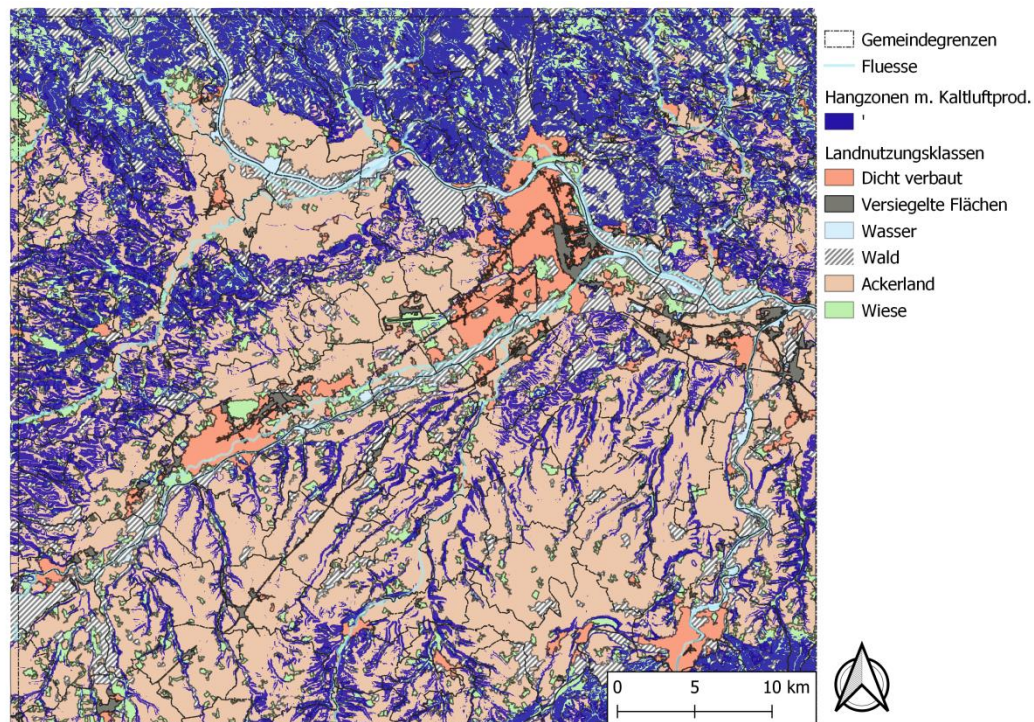 Gemeindegrenzen
Fluesse
Hangzonen m. Kaltluftprod.
'
Landnutzungsklassen
Dicht verbaut
Versiegelte Flächen
Wasser
Wald
Ackerland
Wiese
0 5 10 km